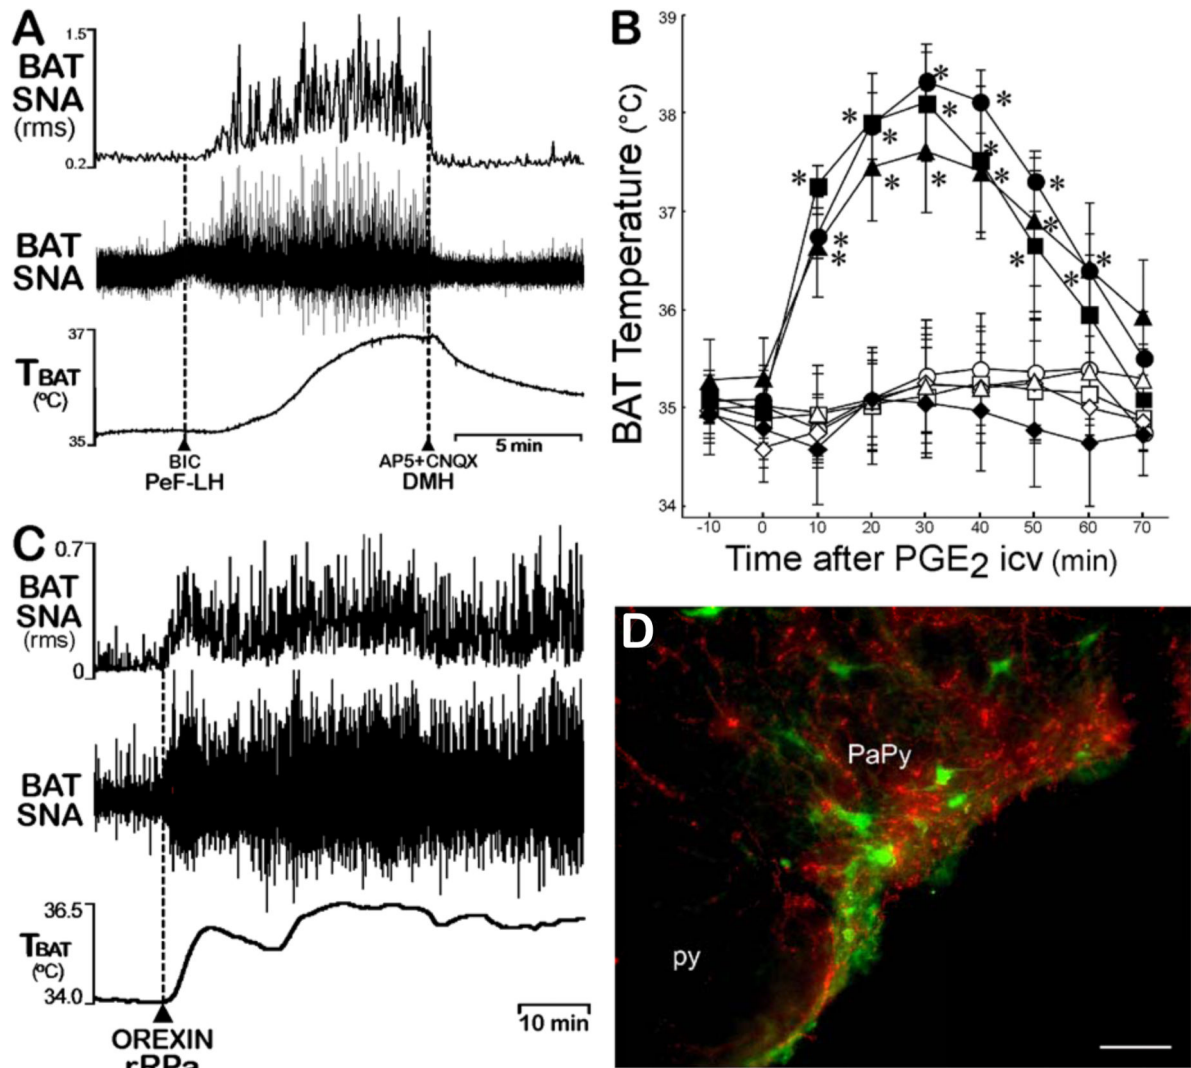 A
BAT
SNA
(rms)
1.5
0.2
BAT
SNA
TBAT
(ºC)
37
35
BIC
PeF-LH
AP5+CNQX
DMH
5 min
B
BAT Temperature (°C)
39
38
37
36
35
34
-10 0 10 20 30 40 50 60 70
Time after PGE2 icv (min)
C
BAT
SNA
(rms)
0.7
0
BAT
SNA
TBAT
(ºC)
36.5
34.0
OREXIN
rRPa
10 min
D
PaPy
py